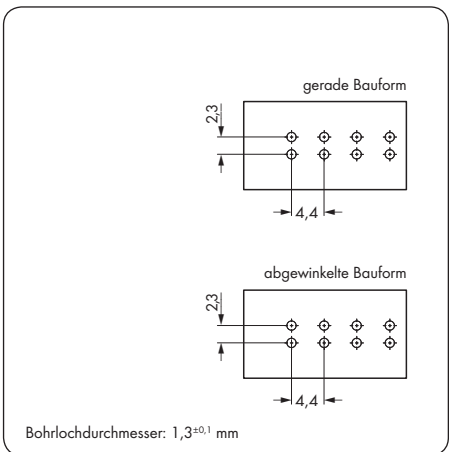 gerade Bauform
2,3
4,4
abgewinkelte Bauform
2,3
4,4
Bohrlochdurchmesser: 1,3±0,1 mm